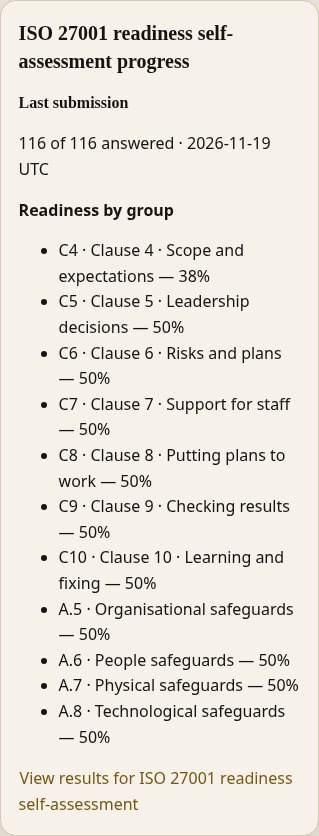 ISO 27001 readiness self-
assessment progress
Last submission
116 of 116 answered · 2026-11-19
UTC
Readiness by group
• C4 · Clause 4 · Scope and
expectations — 38%
• C5 · Clause 5 · Leadership
decisions — 50%
• C6 · Clause 6 · Risks and plans
— 50%
• C7 · Clause 7 · Support for staff
— 50%
• C8 · Clause 8 · Putting plans to
work — 50%
• C9 · Clause 9 · Checking results
— 50%
• C10 · Clause 10 · Learning and
fixing — 50%
• A.5 · Organisational safeguards
— 50%
• A.6 · People safeguards — 50%
• A.7 · Physical safeguards — 50%
• A.8 · Technological safeguards
— 50%
View results for ISO 27001 readiness
self-assessment